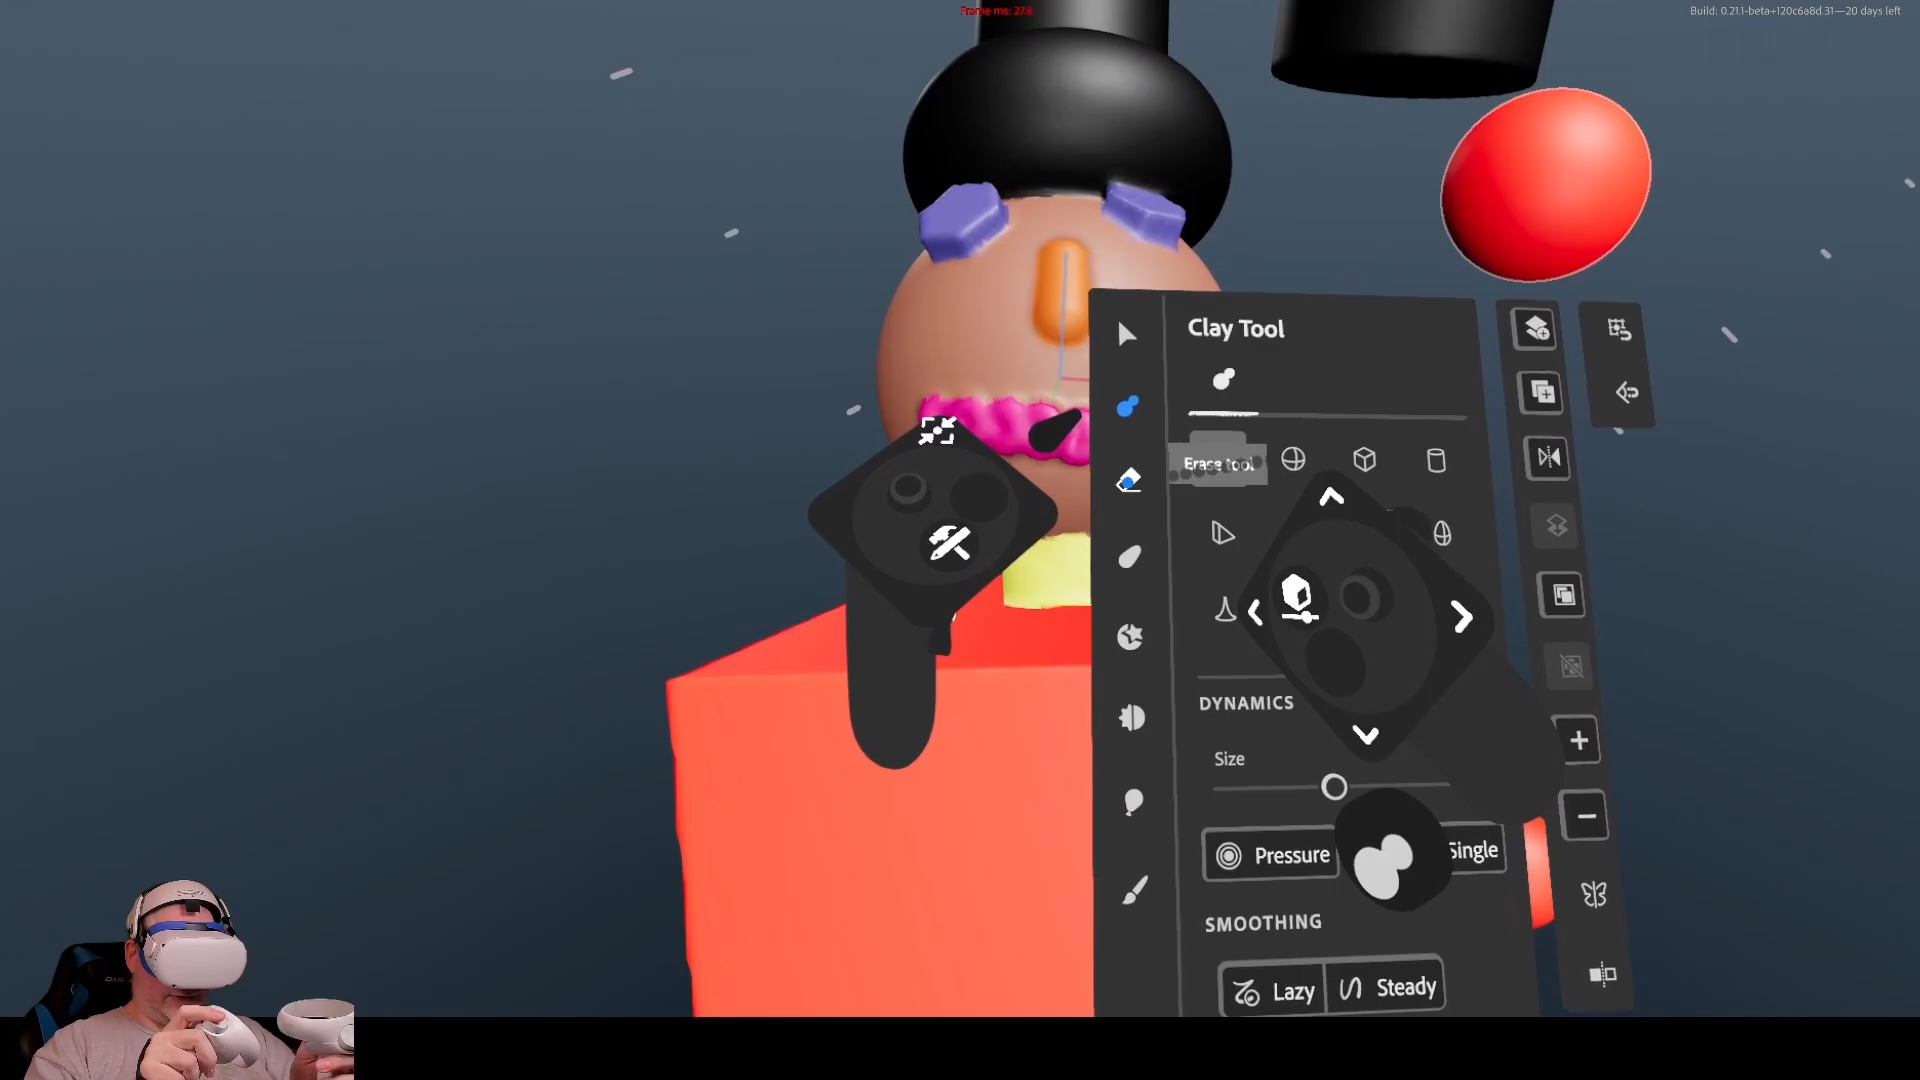 Frame ms: 27.8
Build: 0.21.1-beta+120c6a8d.31—20 days left
Clay Tool
Erase tool
DYNAMICS
Size
Pressure
Single
SMOOTHING
Lazy
Steady